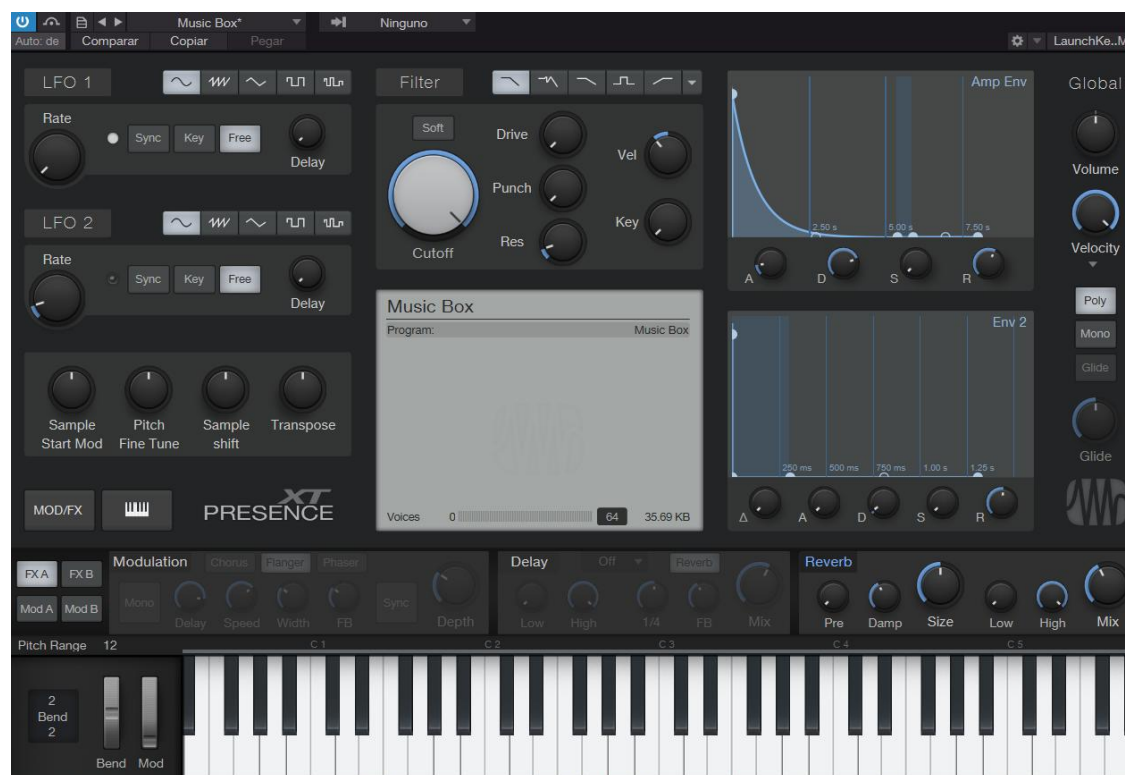 Music Box*
Ninguno
Auto: de
Comparar
Copiar
Pegar
LaunchKe..M
LFO 1
Rate
Sync
Key
Free
Delay
LFO 2
Rate
Sync
Key
Free
Delay
Sample Start Mod
Pitch Fine Tune
Sample shift
Transpose
MOD/FX
PRESENCE XT
Filter
Soft
Cutoff
Drive
Punch
Res
Vel
Key
Music Box
Program:
Music Box
Voices
0
64
35.69 KB
Amp Env
2.50 s
5.00 s
7.50 s
A
D
S
R
Env 2
250 ms
500 ms
750 ms
1.00 s
1.25 s
Δ
A
D
S
R
Global
Volume
Velocity
Poly
Mono
Glide
Glide
FX A
FX B
Mod A
Mod B
Modulation
Chorus
Flanger
Phaser
Mono
Delay
Speed
Width
FB
Sync
Depth
Delay
Off
Reverb
Low
High
1/4
FB
Mix
Reverb
Pre
Damp
Size
Low
High
Mix
Pitch Range
12
C 1
C 2
C 3
C 4
C 5
2
Bend
2
Bend
Mod